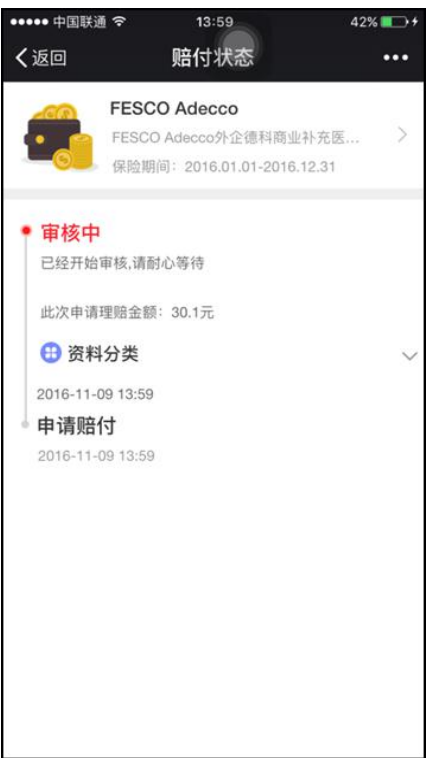 中国联通 13:59 42%
返回 赔付状态
FESCO Adecco
FESCO Adecco外企德科商业补充医...
保险期间：2016.01.01-2016.12.31
审核中
已经开始审核,请耐心等待
此次申请理赔金额：30.1元
资料分类
2016-11-09 13:59
申请赔付
2016-11-09 13:59